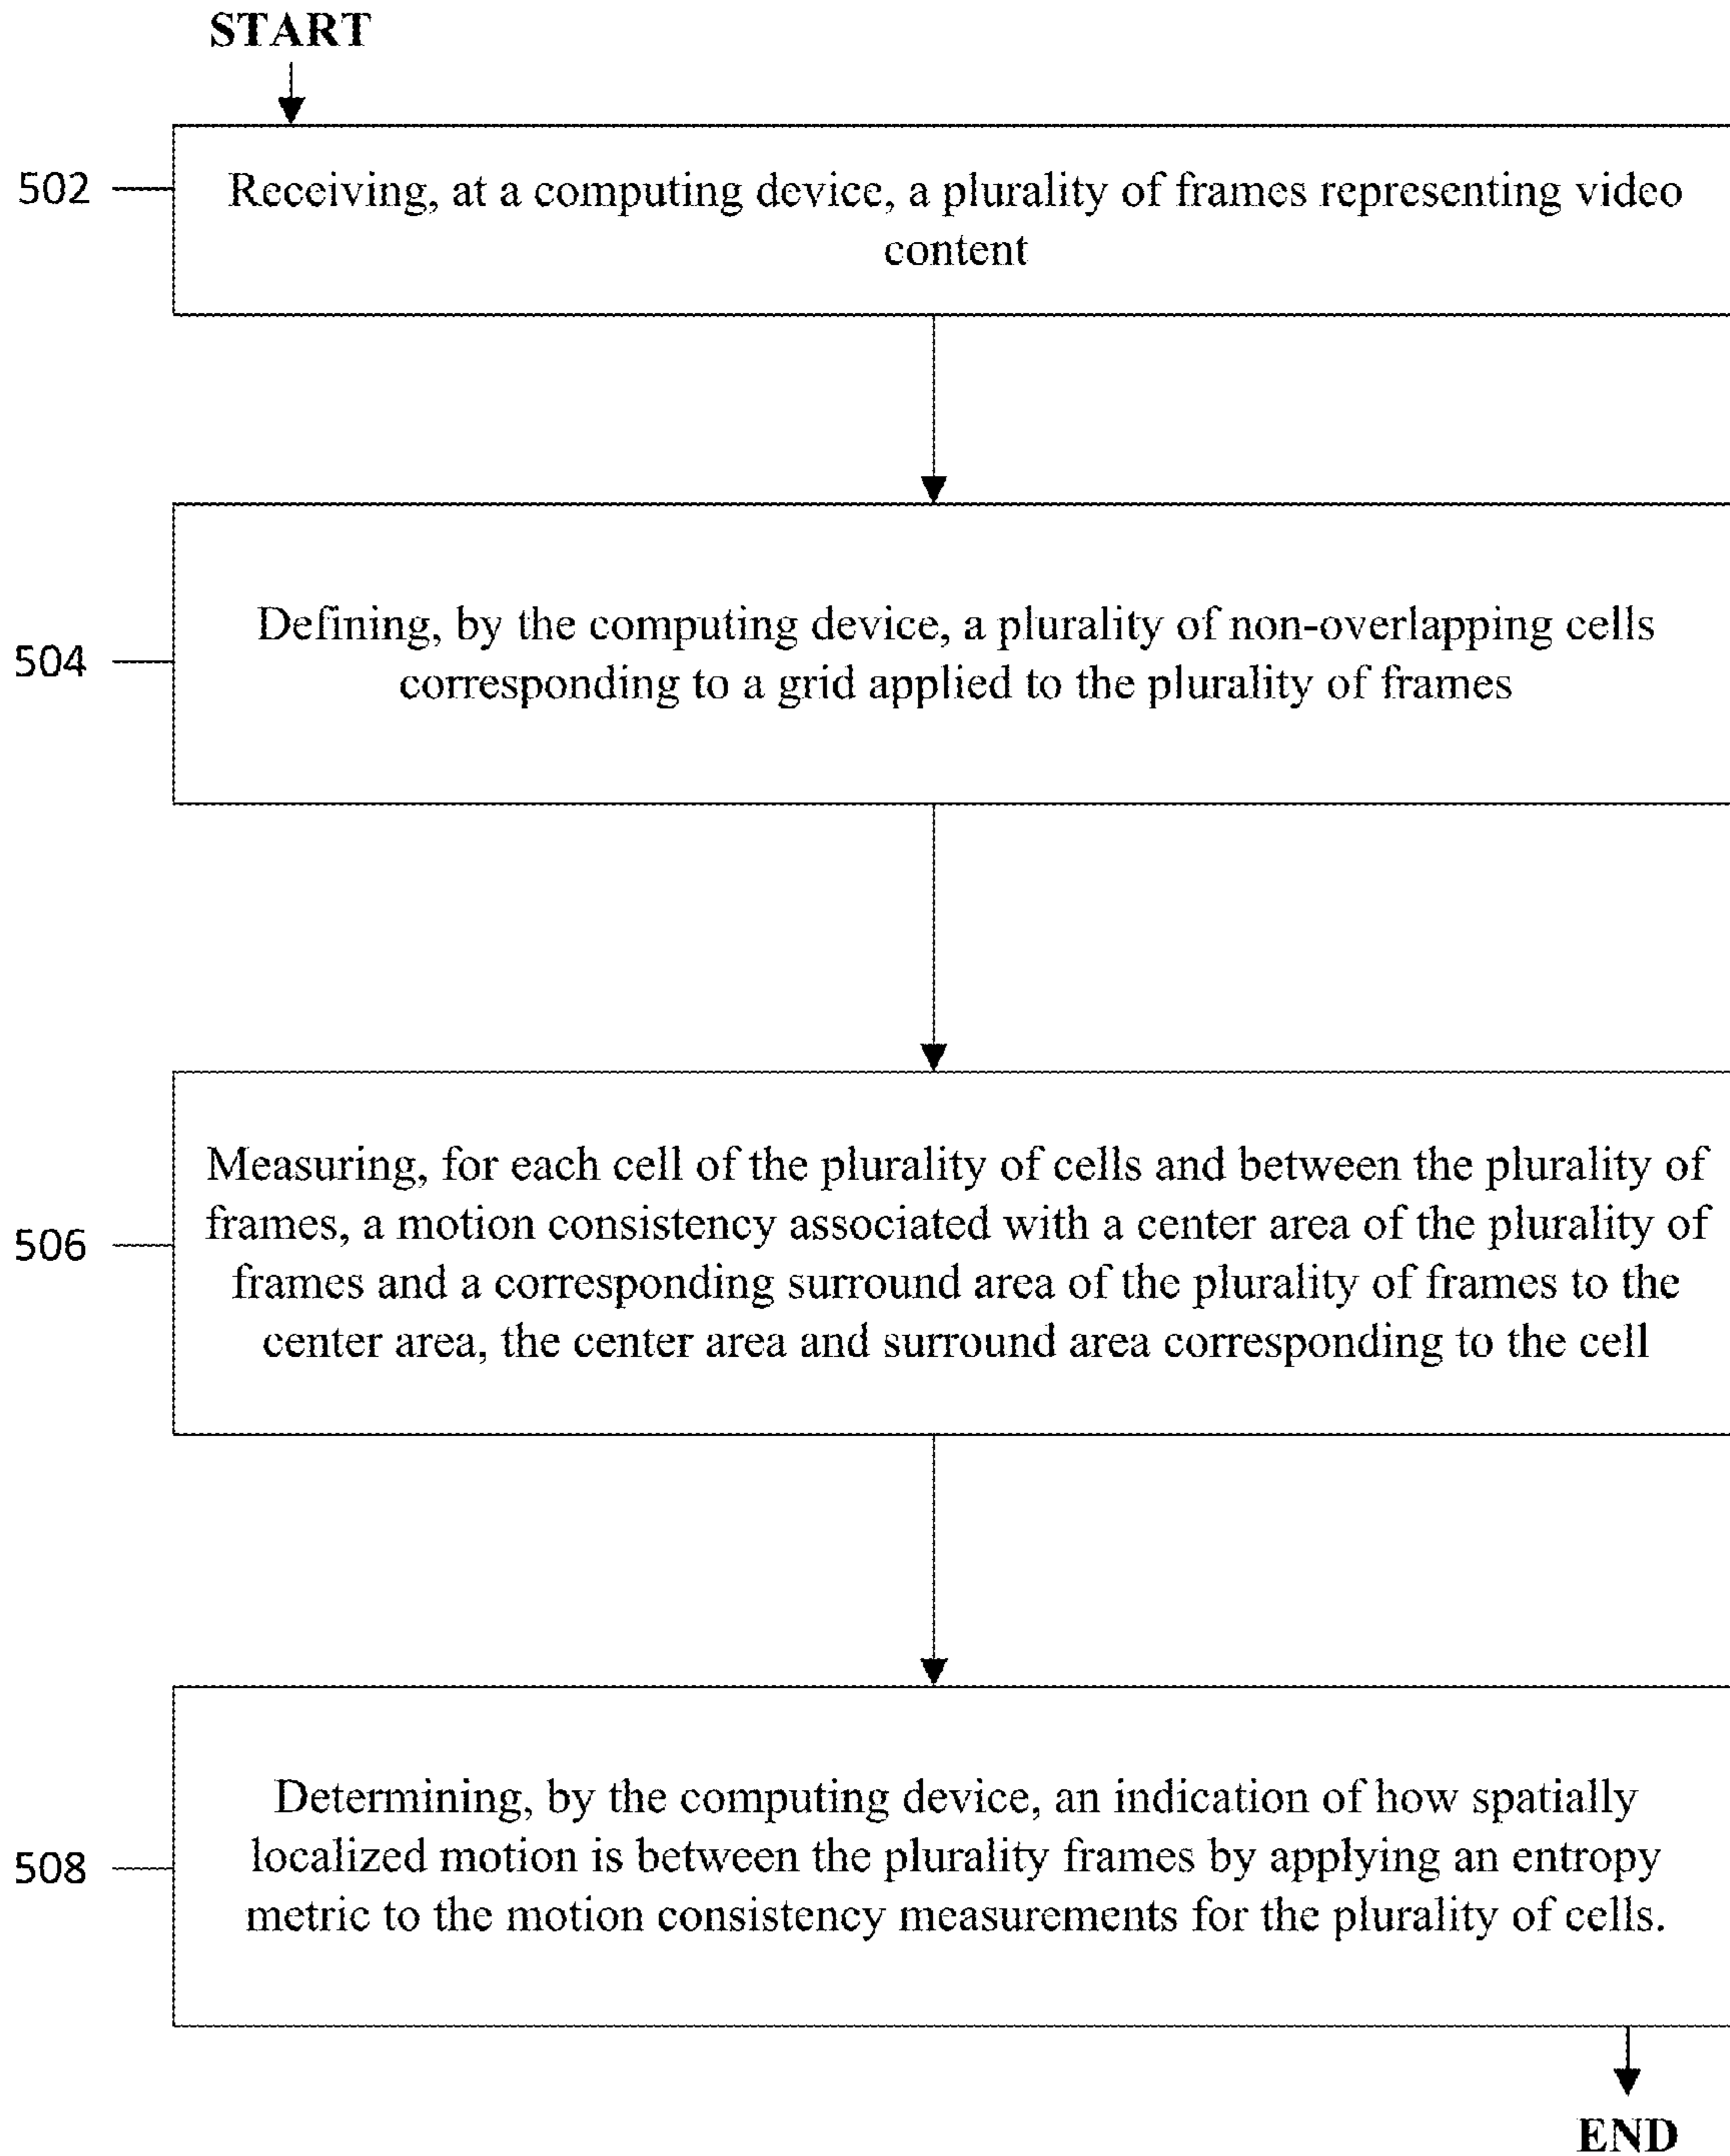 START
502
Receiving, at a computing device, a plurality of frames representing video
content
504
Defining, by the computing device, a plurality of non-overlapping cells
corresponding to a grid applied to the plurality of frames
506
Measuring, for each cell of the plurality of cells and between the plurality of
frames, a motion consistency associated with a center area of the plurality of
frames and a corresponding surround area of the plurality of frames to the
center area, the center area and surround area corresponding to the cell
508
Determining, by the computing device, an indication of how spatially
localized motion is between the plurality frames by applying an entropy
metric to the motion consistency measurements for the plurality of cells.
END